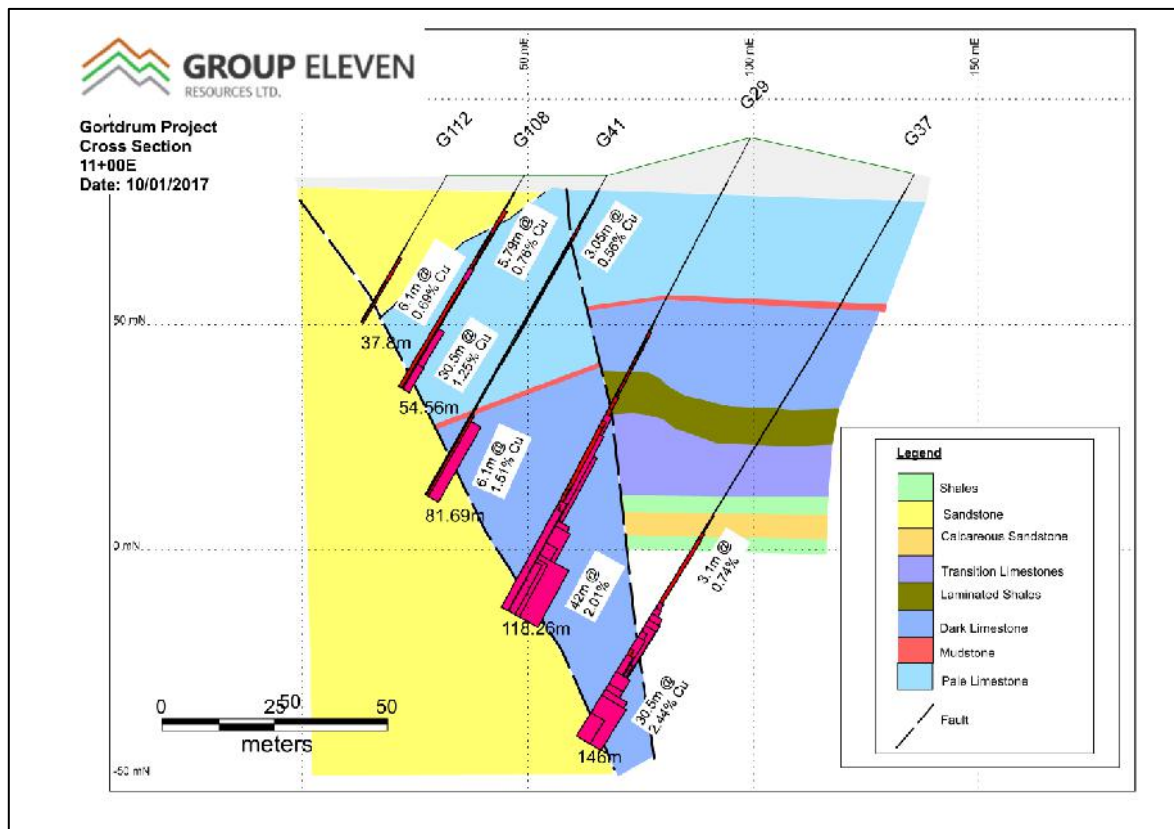 GROUP ELEVEN
RESOURCES LTD.
Gortdrum Project
Cross Section
11+00E
Date: 10/01/2017
50 mE
100 mE
150 mE
G112
G108
G41
G29
G37
6.1m @
0.69% Cu
5.79m @
0.76% Cu
3.05m @
0.56% Cu
50 mN
37.8m
30.5m @
1.25% Cu
54.56m
6.1m @
1.51% Cu
81.69m
0 mN
3.1m @
0.74%
42m @
2.01%
118.26m
30.5m @
2.44% Cu
146m
-50 mN
50
0
25
50
meters
Legend
Shales
Sandstone
Calcareous Sandstone
Transition Limestones
Laminated Shales
Dark Limestone
Mudstone
Pale Limestone
Fault